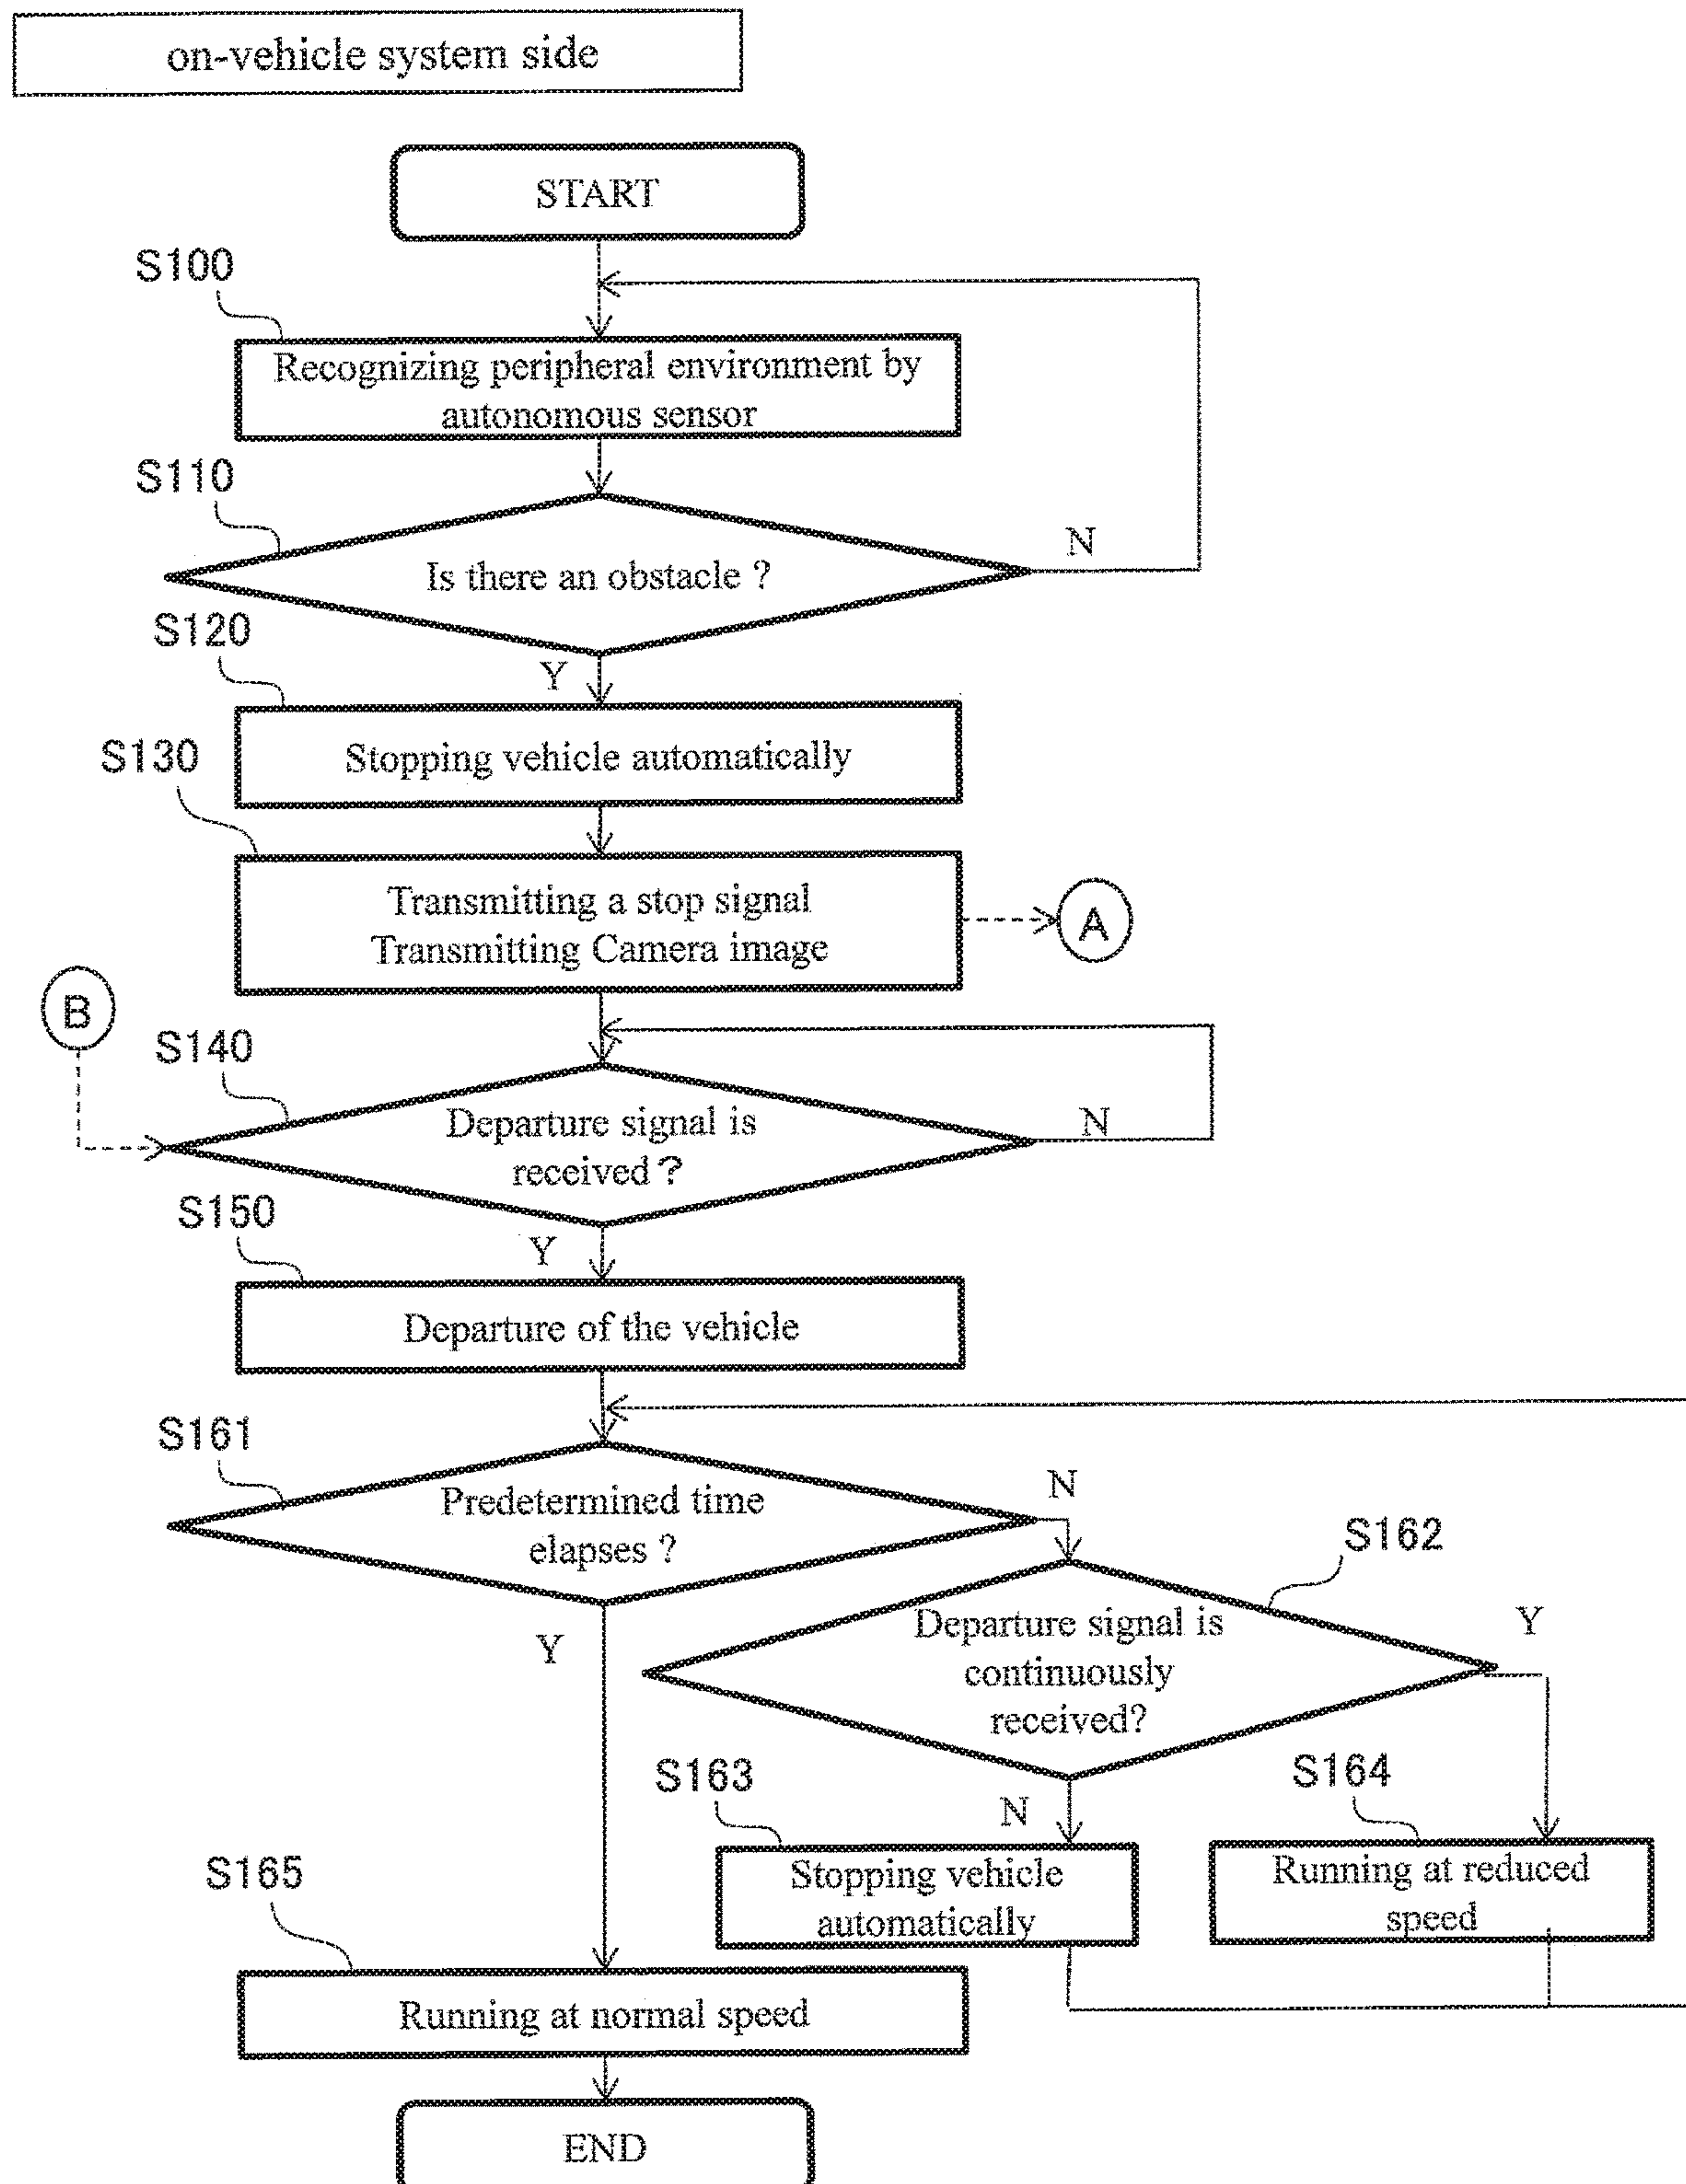 on-vehicle system side
START
S100
Recognizing peripheral environment by
autonomous sensor
S110
Is there an obstacle ?
N
S120
Y
Stopping vehicle automatically
S130
Transmitting a stop signal
Transmitting Camera image
A
B
S140
Departure signal is
received ?
N
S150
Y
Departure of the vehicle
S161
Predetermined time
elapses ?
N
S162
Y
Departure signal is
continuously
received?
Y
S163
N
S164
Stopping vehicle
automatically
Running at reduced
speed
S165
Running at normal speed
END